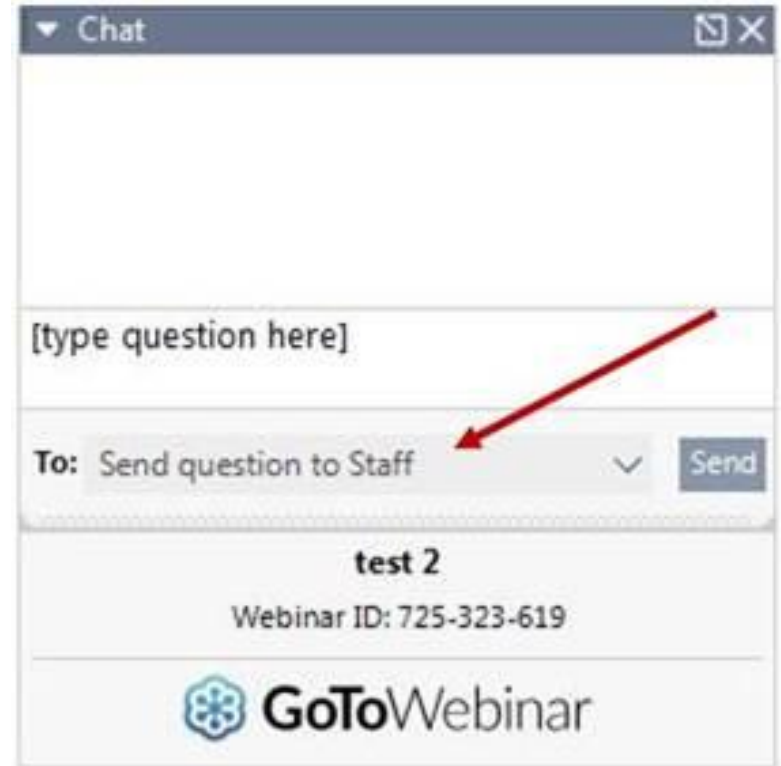 Chat
[type question here]
To: Send question to Staff Send
test 2
Webinar ID: 725-323-619
GoToWebinar